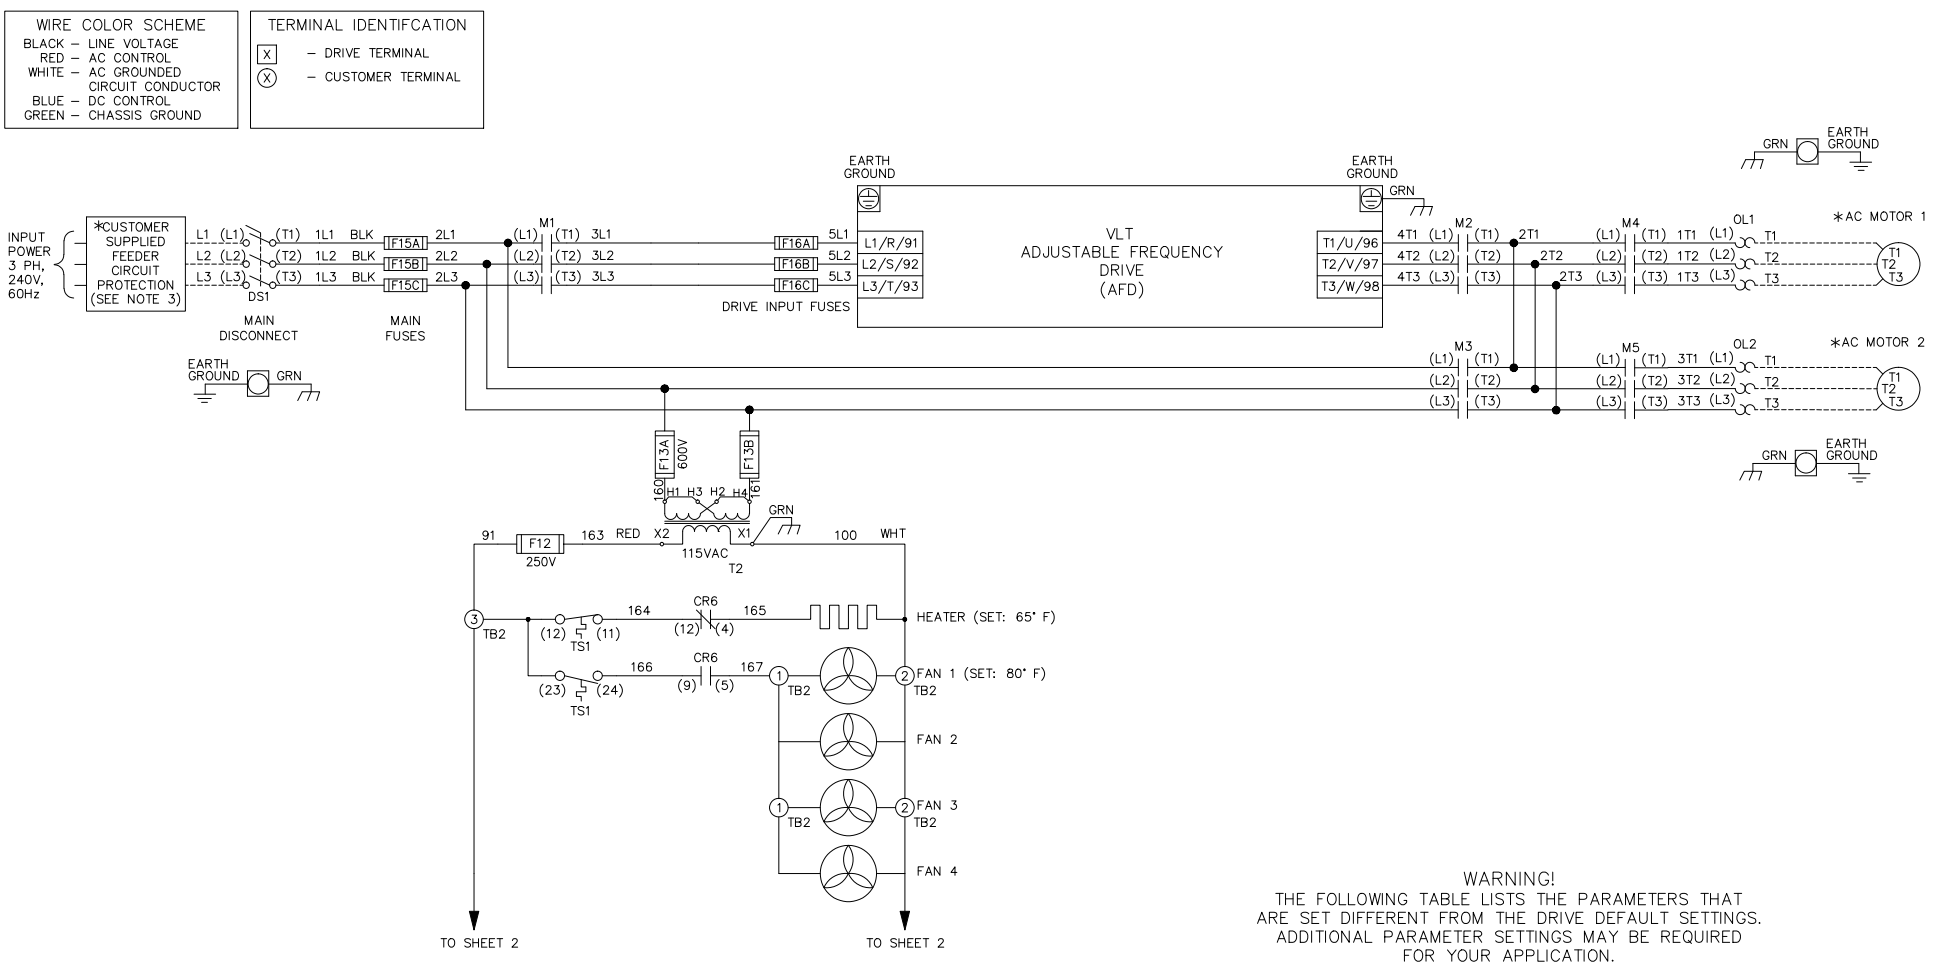 WIRE COLOR SCHEME
BLACK – LINE VOLTAGE
RED – AC CONTROL
WHITE – AC GROUNDED
CIRCUIT CONDUCTOR
BLUE – DC CONTROL
GREEN – CHASSIS GROUND
TERMINAL IDENTIFCATION
X – DRIVE TERMINAL
X – CUSTOMER TERMINAL
INPUT
POWER
3 PH,
240V,
60Hz
*CUSTOMER
SUPPLIED
FEEDER
CIRCUIT
PROTECTION
(SEE NOTE 3)
L1 (L1) (T1) 1L1 BLK F15A 2L1 (L1) M1 (T1) 3L1 F16A 5L1
L2 (L2) (T2) 1L2 BLK F15B 2L2 (L2) (T2) 3L2 F16B 5L2
L3 (L3) (T3) 1L3 BLK F15C 2L3 (L3) (T3) 3L3 F16C 5L3
DS1
MAIN
DISCONNECT
MAIN
FUSES
DRIVE INPUT FUSES
EARTH
GROUND
GRN
EARTH
GROUND
L1/R/91
L2/S/92
L3/T/93
VLT
ADJUSTABLE FREQUENCY
DRIVE
(AFD)
EARTH
GROUND
GRN
T1/U/96
T2/V/97
T3/W/98
4T1 (L1) M2 (T1) 2T1 (L1) M4 (T1) 1T1 (L1) OL1 T1
4T2 (L2) (T2) 2T2 (L2) (T2) 1T2 (L2) T2
4T3 (L3) (T3) 2T3 (L3) (T3) 1T3 (L3) T3
GRN
EARTH
GROUND
*AC MOTOR 1
T1
T2
T3
(L1) M3 (T1) (L1) M5 (T1) 3T1 (L1) OL2 T1
(L2) (T2) (L2) (T2) 3T2 (L2) T2
(L3) (T3) (L3) (T3) 3T3 (L3) T3
*AC MOTOR 2
T1
T2
T3
GRN
EARTH
GROUND
F13A
600V
F13B
160
H1 H3 H2 H4
161
GRN
91 F12 163 RED X2 X1 100 WHT
250V
115VAC
T2
3
TB2
(12) (11)
TS1
164
CR6
(12) (4)
165
HEATER (SET: 65° F)
(23) (24)
TS1
166
CR6
(9) (5)
167
1
TB2
2
TB2
FAN 1 (SET: 80° F)
FAN 2
1
TB2
2
TB2
FAN 3
FAN 4
TO SHEET 2
TO SHEET 2
WARNING!
THE FOLLOWING TABLE LISTS THE PARAMETERS THAT
ARE SET DIFFERENT FROM THE DRIVE DEFAULT SETTINGS.
ADDITIONAL PARAMETER SETTINGS MAY BE REQUIRED
FOR YOUR APPLICATION.